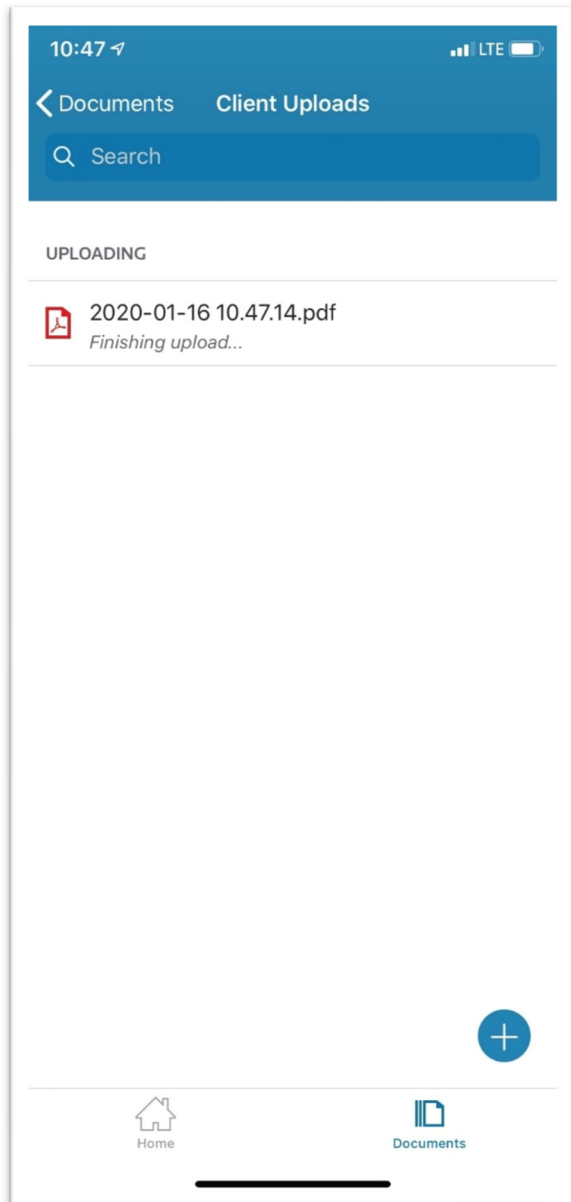 10:47
LTE
Documents
Client Uploads
Search
UPLOADING
2020-01-16 10.47.14.pdf
Finishing upload...
Home
Documents